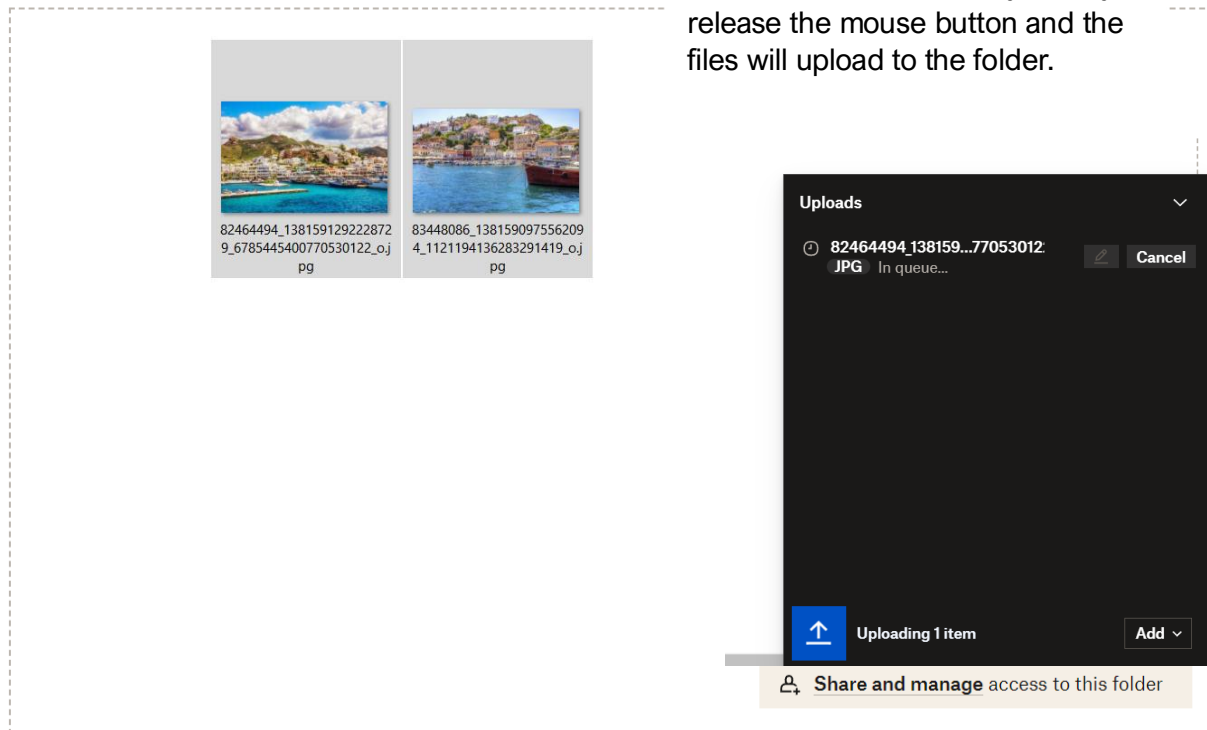 release the mouse button and the
files will upload to the folder.
82464494_138159129222872
9_6785445400770530122_o.j
pg
83448086_138159097556209
4_1121194136283291419_o.j
pg
Uploads
82464494_138159...77053012
JPG In queue...
Cancel
Uploading 1 item
Add
Share and manage access to this folder